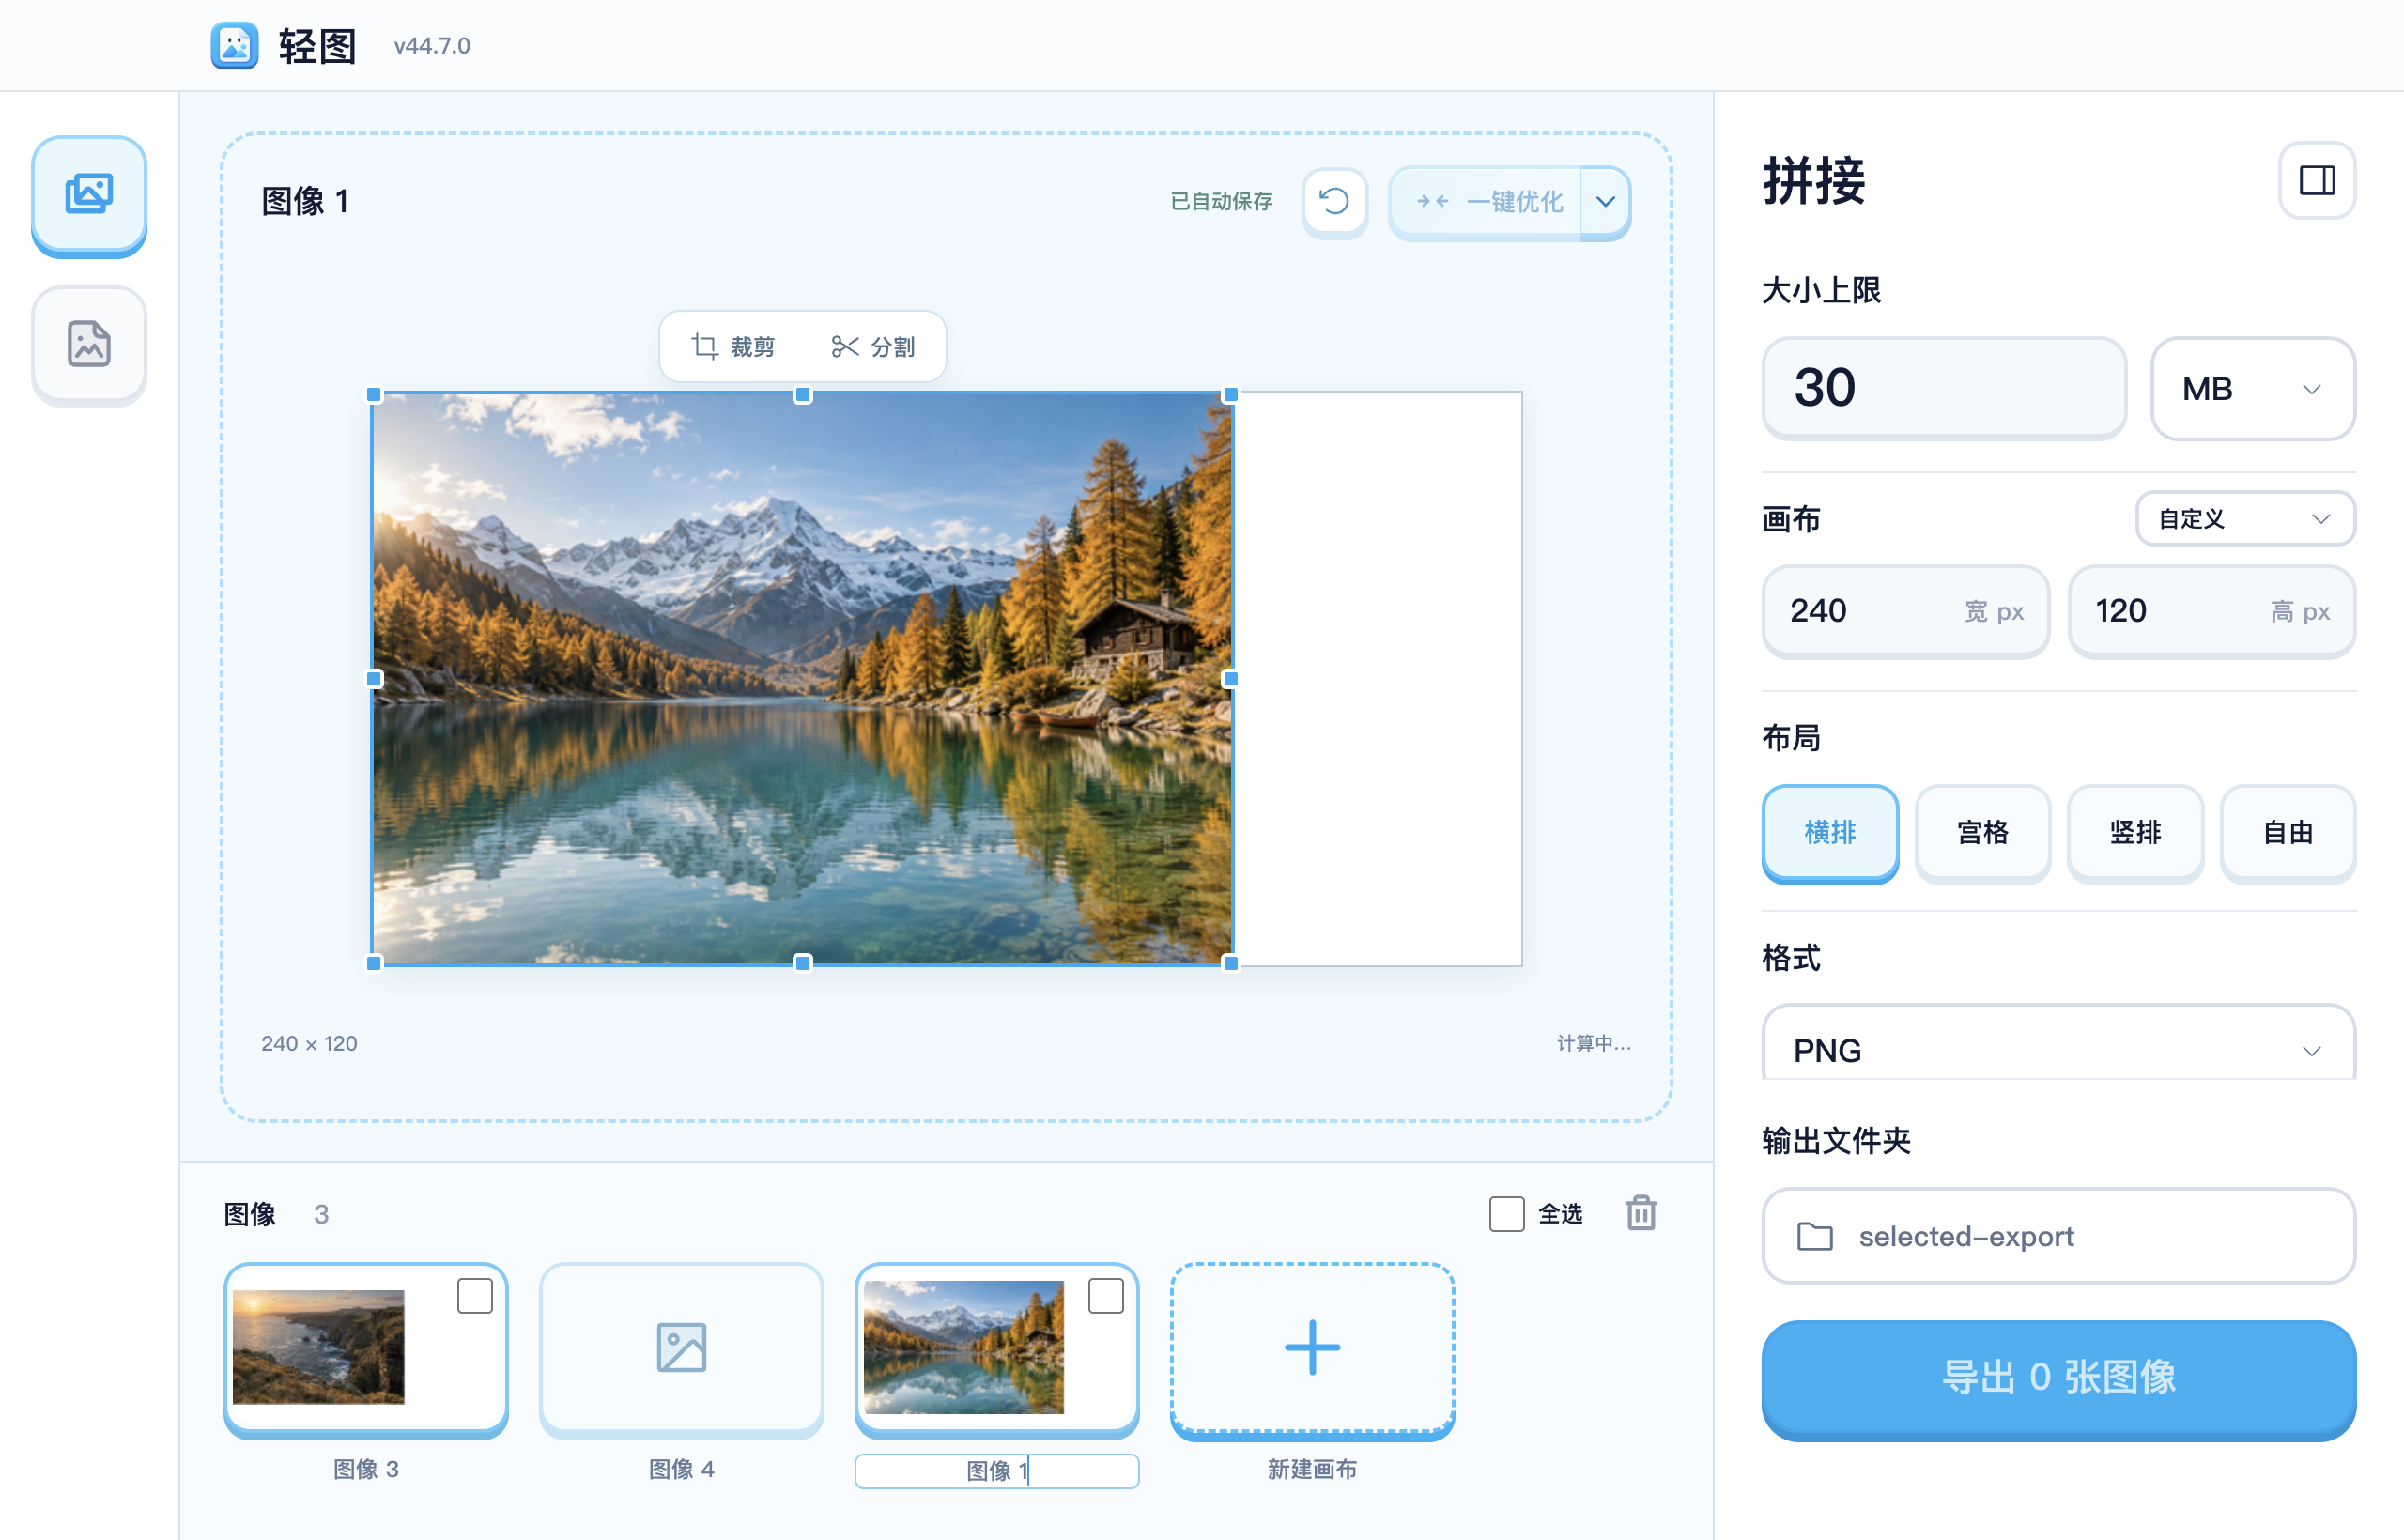 轻图 v44.7.0
图像 1
已自动保存
一键优化
裁剪 分割
240 × 120
计算中...
图像 3
全选
图像 3
图像 4
图像 1
新建画布
拼接
大小上限
30
MB
画布
自定义
240 宽 px
120 高 px
布局
横排 宫格 竖排 自由
格式
PNG
输出文件夹
selected-export
导出 0 张图像